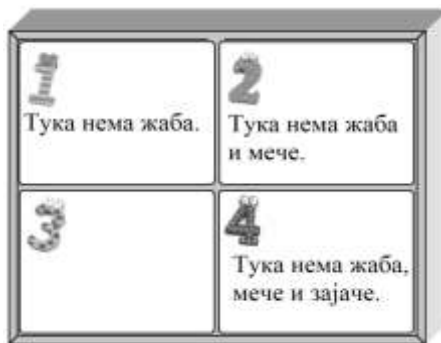 1
Тука нема жаба.
2
Тука нема жаба
и мече.
3
4
Тука нема жаба,
мече и зајаче.